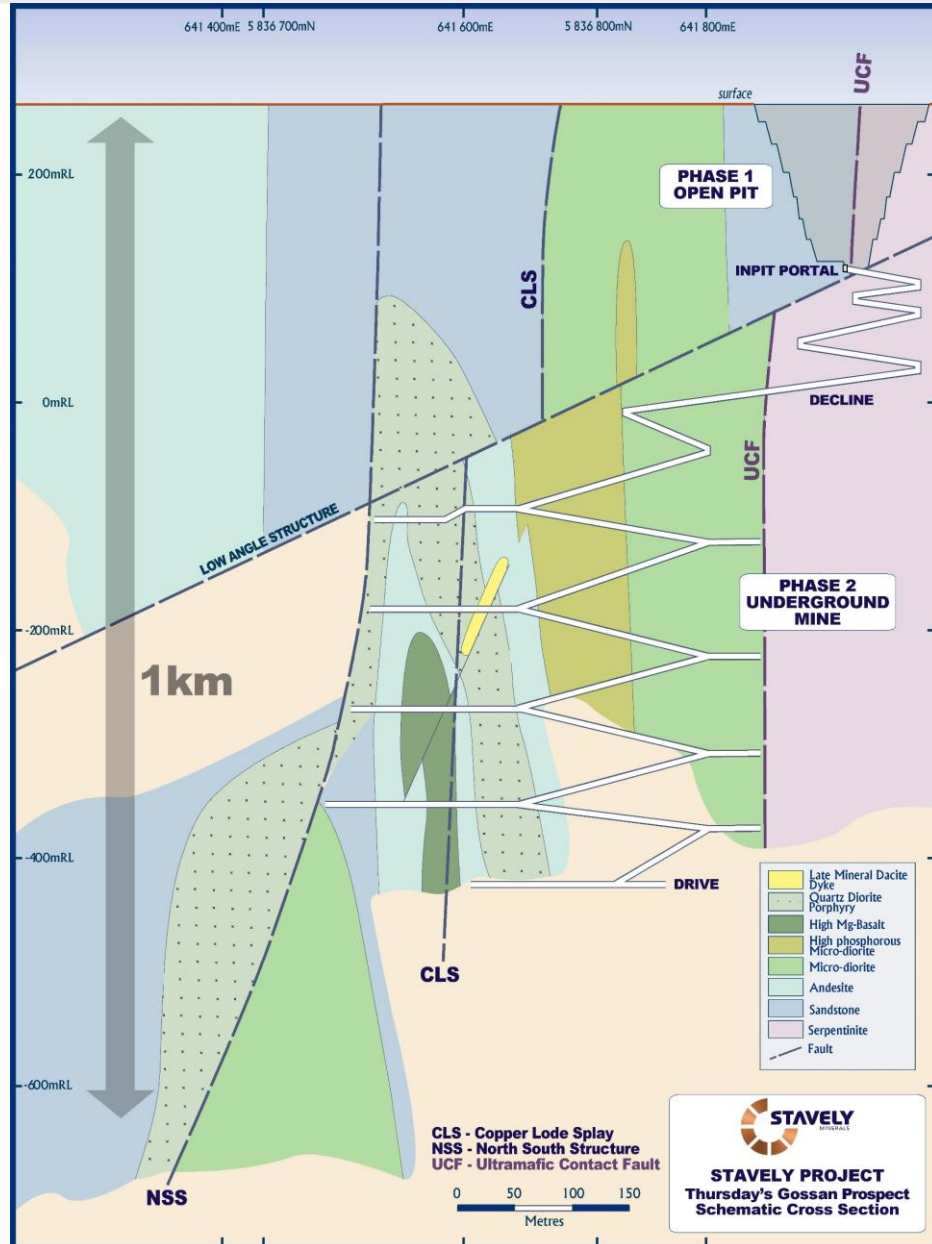 641 400mE 5 836 700mN 641 600mE 5 836 800mN 641 800mE
UCF
surface
200mRL
PHASE 1
OPEN PIT
INPIT PORTAL
CLS
0mRL
DECLINE
UCF
LOW ANGLE STRUCTURE
PHASE 2
UNDERGROUND
MINE
-200mRL
1km
-400mRL
DRIVE
CLS
Late Mineral Dacite
Dyke
Quartz Diorite
Porphyry
High Mg-Basalt
High phosphorous
Micro-diorite
Micro-diorite
Andesite
Sandstone
Serpentinite
Fault
-600mRL
NSS
CLS - Copper Lode Splay
NSS - North South Structure
UCF - Ultramafic Contact Fault
0 50 100 150
Metres
STAVELY
MINERALS
STAVELY PROJECT
Thursday's Gossan Prospect
Schematic Cross Section